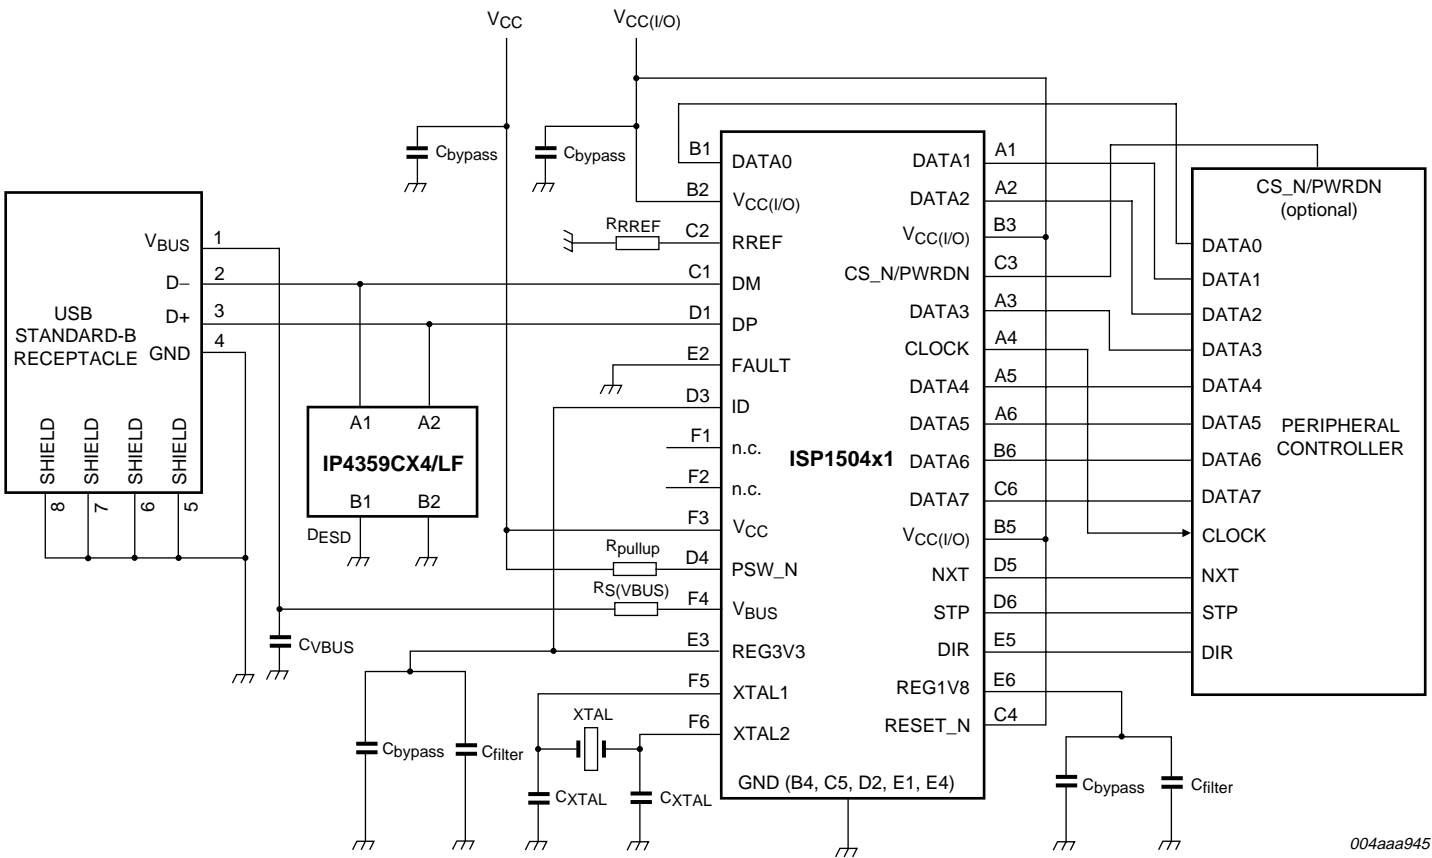 VCC
VCC(I/O)
Cbypass
Cbypass
USB
STANDARD-B
RECEPTACLE
VBUS
D–
D+
GND
1
2
3
4
SHIELD
SHIELD
SHIELD
SHIELD
8
7
6
5
CVBUS
A1
A2
IP4359CX4/LF
B1
B2
DESD
RRREF
Rpullup
RS(VBUS)
B1
DATA0
B2
VCC(I/O)
C2
RREF
C1
DM
D1
DP
E2
FAULT
D3
ID
F1
n.c.
F2
n.c.
F3
VCC
D4
PSW_N
F4
VBUS
E3
REG3V3
F5
XTAL1
F6
XTAL2
ISP1504x1
GND (B4, C5, D2, E1, E4)
DATA1
A1
DATA2
A2
VCC(I/O)
B3
CS_N/PWRDN
C3
DATA3
A3
CLOCK
A4
DATA4
A5
DATA5
A6
DATA6
B6
DATA7
C6
VCC(I/O)
B5
NXT
D5
STP
D6
DIR
E5
REG1V8
E6
RESET_N
C4
CS_N/PWRDN
(optional)
DATA0
DATA1
DATA2
DATA3
DATA4
DATA5
DATA6
DATA7
CLOCK
NXT
STP
DIR
PERIPHERAL
CONTROLLER
Cbypass
Cfilter
XTAL
CXTAL
CXTAL
Cbypass
Cfilter
004aaa945